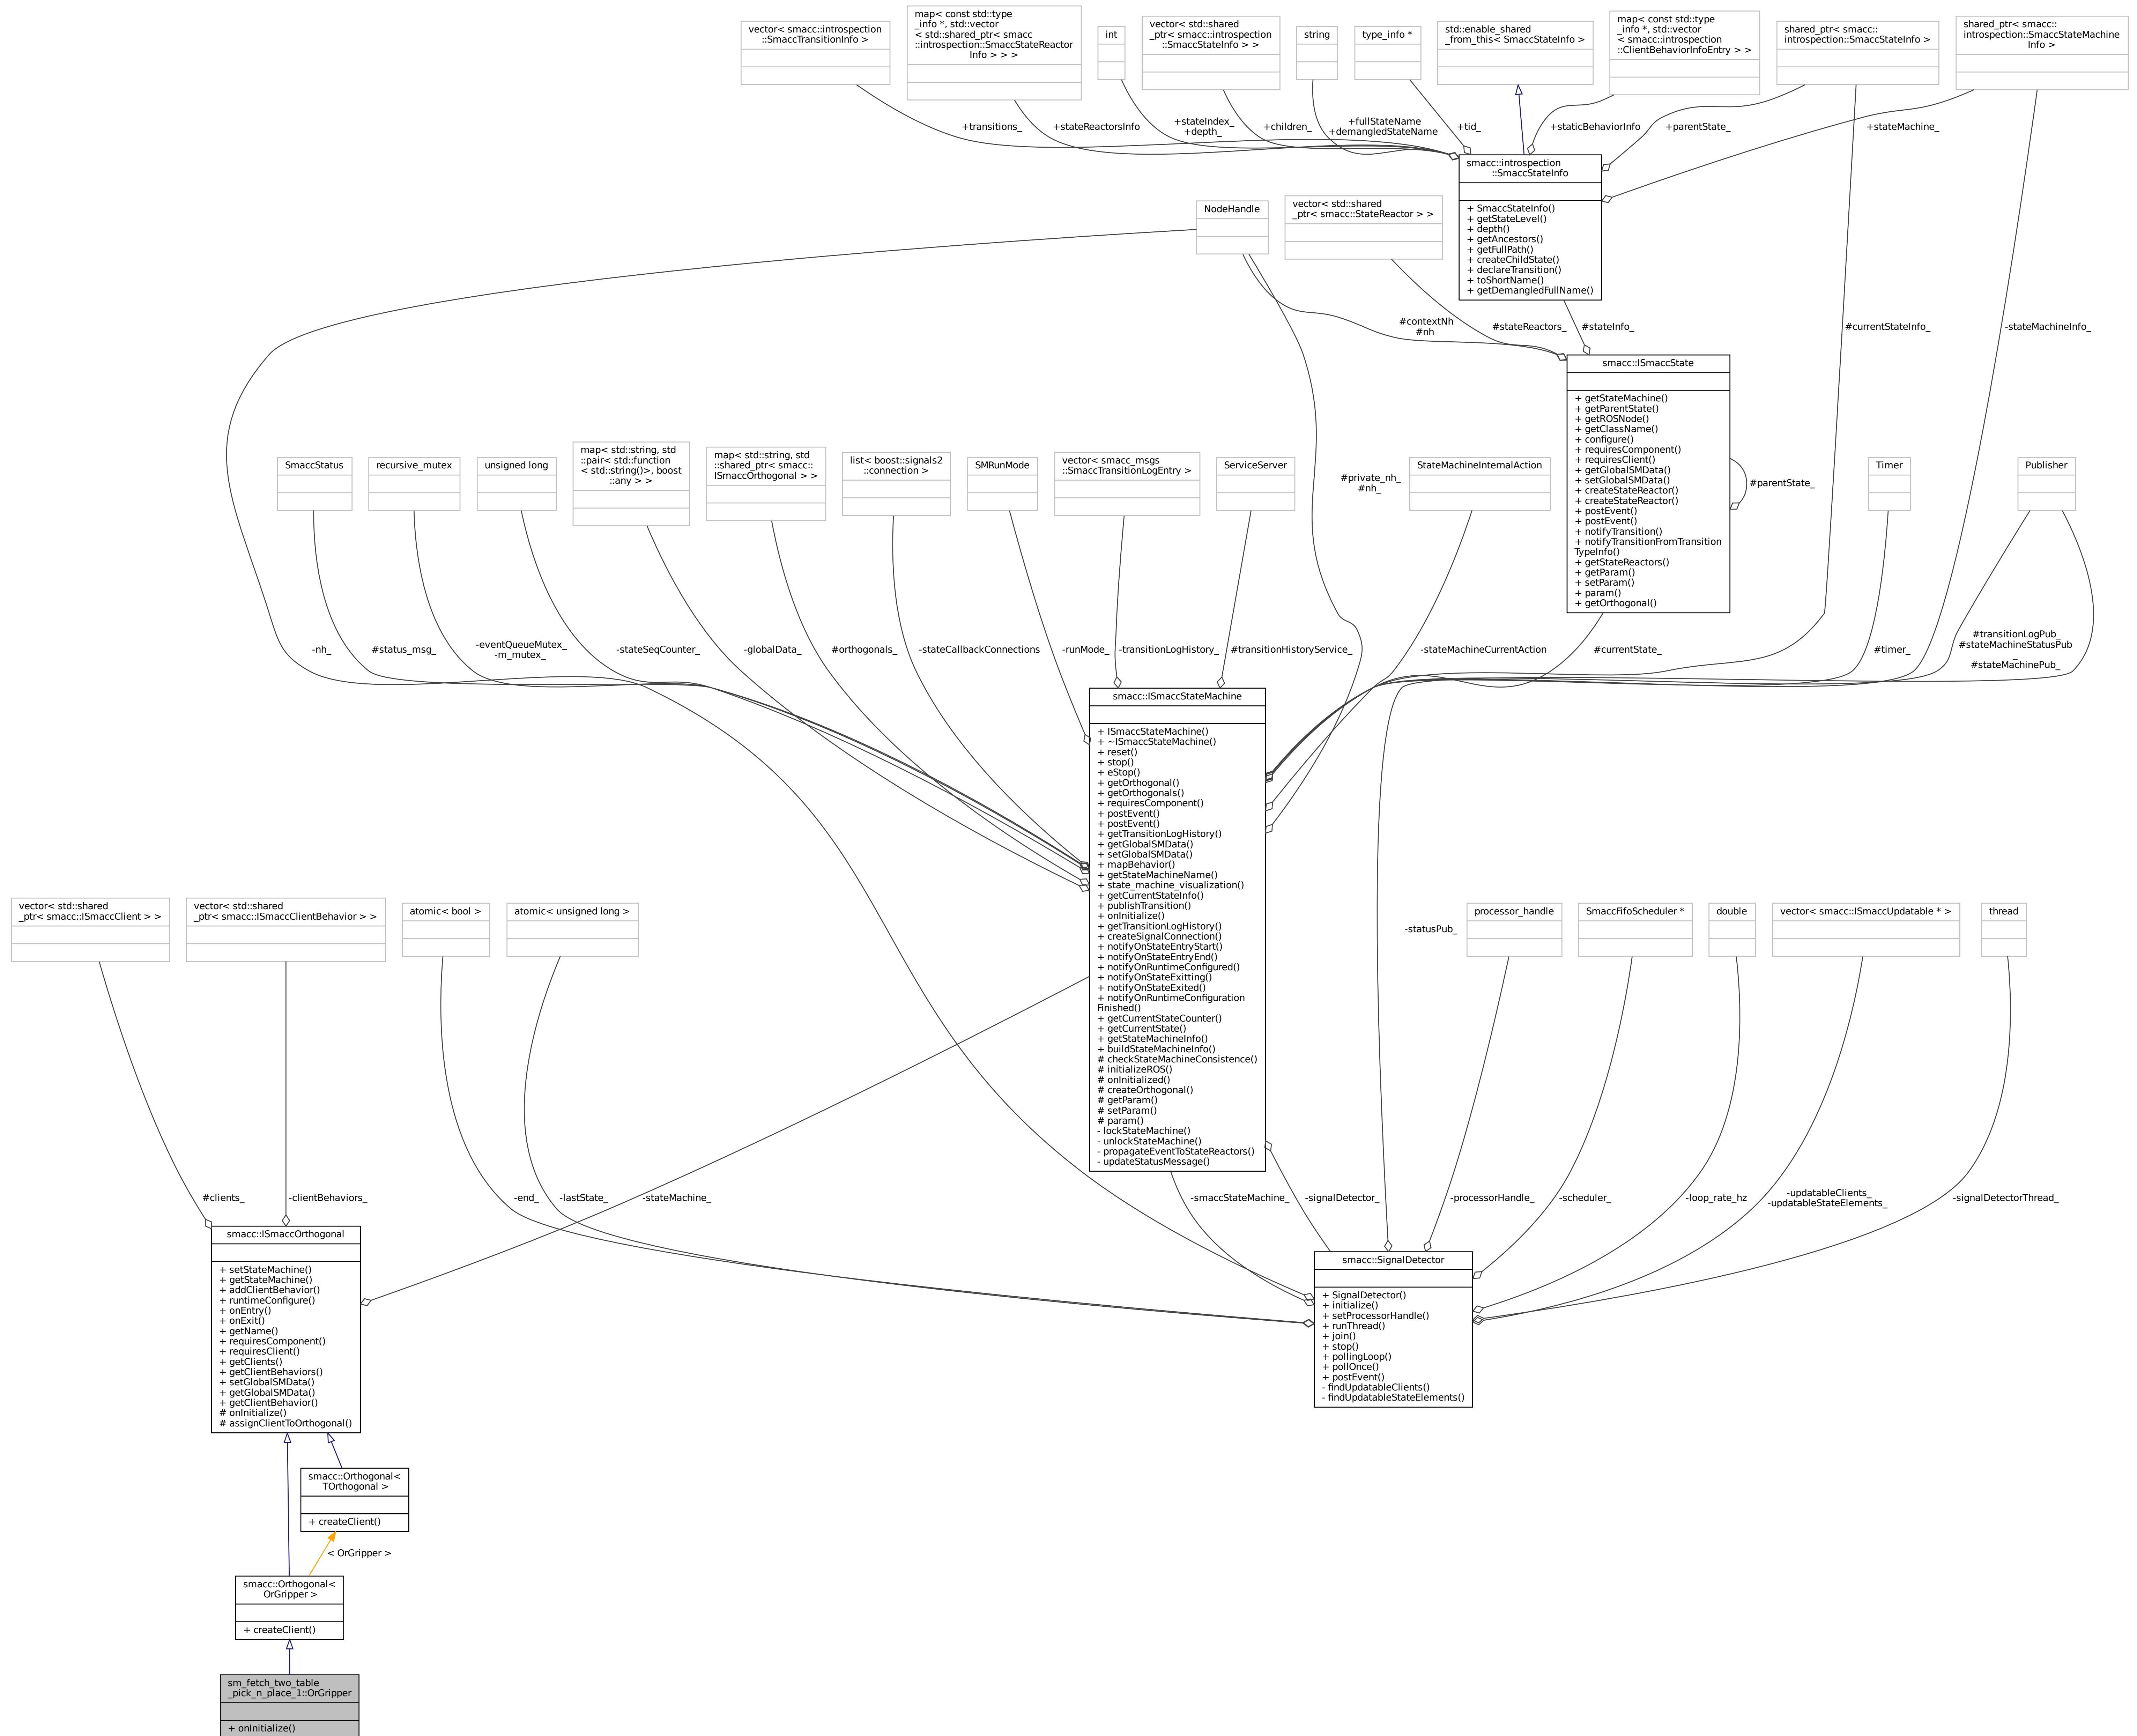 vector< smacc::introspection
::SmaccTransitionInfo >
map< const std::type
_info *, std::vector
< std::shared_ptr< smacc
::introspection::SmaccStateReactor
Info > > >
int
vector< std::shared
_ptr< smacc::introspection
::SmaccStateInfo > >
string
type_info *
std::enable_shared
_from_this< SmaccStateInfo >
map< const std::type
_info *, std::vector
< smacc::introspection
::ClientBehaviorInfoEntry > >
shared_ptr< smacc::
introspection::SmaccStateInfo >
shared_ptr< smacc::
introspection::SmaccStateMachine
Info >
+transitions_
+stateReactorsInfo
+stateIndex_
+depth_
+children_
+fullStateName
+demangledStateName
+tid_
+staticBehaviorInfo
+parentState_
+stateMachine_
smacc::introspection
::SmaccStateInfo
+ SmaccStateInfo()
+ getStateLevel()
+ depth()
+ getAncestors()
+ getFullPath()
+ createChildState()
+ declareTransition()
+ toShortName()
+ getDemangledFullName()
NodeHandle
vector< std::shared
_ptr< smacc::StateReactor > >
#contextNh
#nh
#stateReactors_
#stateInfo_
#currentStateInfo_
-stateMachineInfo_
smacc::ISmaccState
+ getStateMachine()
+ getParentState()
+ getROSNode()
+ getClassName()
+ configure()
+ requiresComponent()
+ requiresClient()
+ getGlobalSMData()
+ setGlobalSMData()
+ createStateReactor()
+ createStateReactor()
+ postEvent()
+ postEvent()
+ notifyTransition()
+ notifyTransitionFromTransition
TypeInfo()
+ getStateReactors()
+ getParam()
+ setParam()
+ param()
+ getOrthogonal()
#parentState_
SmaccStatus
recursive_mutex
unsigned long
map< std::string, std
::pair< std::function
< std::string()>, boost
::any > >
map< std::string, std
::shared_ptr< smacc::
ISmaccOrthogonal > >
list< boost::signals2
::connection >
SMRunMode
vector< smacc_msgs
::SmaccTransitionLogEntry >
ServiceServer
#private_nh_
#nh_
StateMachineInternalAction
Timer
Publisher
-nh_
#status_msg_
-eventQueueMutex_
-m_mutex_
-stateSeqCounter_
-globalData_
#orthogonals_
-stateCallbackConnections
-runMode_
-transitionLogHistory_
#transitionHistoryService_
-stateMachineCurrentAction
#currentState_
#timer_
#transitionLogPub_
#stateMachineStatusPub
_
#stateMachinePub_
smacc::ISmaccStateMachine
+ ISmaccStateMachine()
+ ~ISmaccStateMachine()
+ reset()
+ stop()
+ eStop()
+ getOrthogonal()
+ getOrthogonals()
+ requiresComponent()
+ postEvent()
+ postEvent()
+ getTransitionLogHistory()
+ getGlobalSMData()
+ setGlobalSMData()
+ mapBehavior()
+ getStateMachineName()
+ state_machine_visualization()
+ getCurrentStateInfo()
+ publishTransition()
+ onInitialize()
+ getTransitionLogHistory()
+ createSignalConnection()
+ notifyOnStateEntryStart()
+ notifyOnStateEntryEnd()
+ notifyOnRuntimeConfigured()
+ notifyOnStateExitting()
+ notifyOnStateExited()
+ notifyOnRuntimeConfiguration
Finished()
+ getCurrentStateCounter()
+ getCurrentState()
+ getStateMachineInfo()
+ buildStateMachineInfo()
# checkStateMachineConsistence()
# initializeROS()
# onInitialized()
# createOrthogonal()
# getParam()
# setParam()
# param()
- lockStateMachine()
- unlockStateMachine()
- propagateEventToStateReactors()
- updateStatusMessage()
vector< std::shared
_ptr< smacc::ISmaccClient > >
vector< std::shared
_ptr< smacc::ISmaccClientBehavior > >
atomic< bool >
atomic< unsigned long >
-statusPub_
processor_handle
SmaccFifoScheduler *
double
vector< smacc::ISmaccUpdatable * >
thread
#clients_
-clientBehaviors_
-end_
-lastState_
-stateMachine_
-smaccStateMachine_
-signalDetector_
-processorHandle_
-scheduler_
-loop_rate_hz
-updatableClients_
-updatableStateElements_
-signalDetectorThread_
smacc::ISmaccOrthogonal
+ setStateMachine()
+ getStateMachine()
+ addClientBehavior()
+ runtimeConfigure()
+ onEntry()
+ onExit()
+ getName()
+ requiresComponent()
+ requiresClient()
+ getClients()
+ getClientBehaviors()
+ setGlobalSMData()
+ getGlobalSMData()
+ getClientBehavior()
# onInitialize()
# assignClientToOrthogonal()
smacc::SignalDetector
+ SignalDetector()
+ initialize()
+ setProcessorHandle()
+ runThread()
+ join()
+ stop()
+ pollingLoop()
+ pollOnce()
+ postEvent()
- findUpdatableClients()
- findUpdatableStateElements()
smacc::Orthogonal<
TOrthogonal >
+ createClient()
< OrGripper >
smacc::Orthogonal<
OrGripper >
+ createClient()
sm_fetch_two_table
_pick_n_place_1::OrGripper
+ onInitialize()